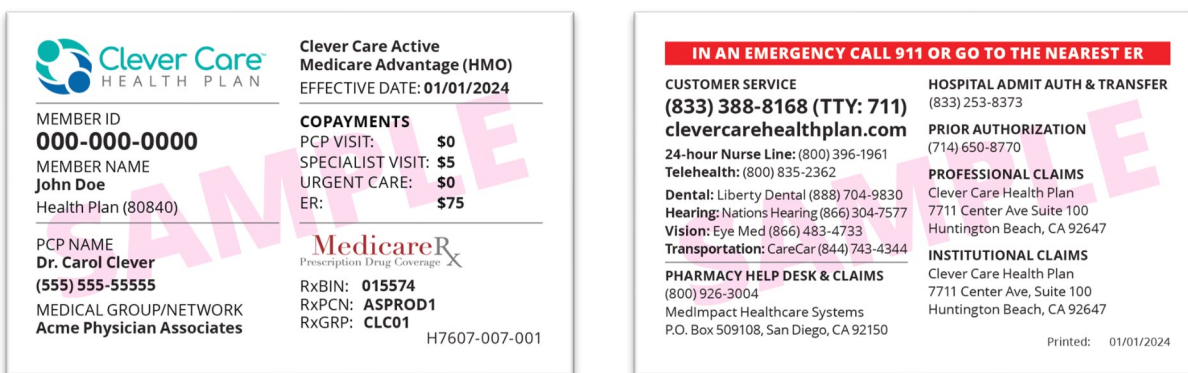 Clever Care™
HEALTH PLAN
MEMBER ID
000-000-0000
MEMBER NAME
John Doe
Health Plan (80840)
PCP NAME
Dr. Carol Clever
(555) 555-55555
MEDICAL GROUP/NETWORK
Acme Physician Associates
Clever Care Active
Medicare Advantage (HMO)
EFFECTIVE DATE: 01/01/2024
COPAYMENTS
PCP VISIT: $0
SPECIALIST VISIT: $5
URGENT CARE: $0
ER: $75
MedicareRx
Prescription Drug Coverage
RxBIN: 015574
RxPCN: ASPROD1
RxGRP: CLC01
H7607-007-001
SAMPLE
IN AN EMERGENCY CALL 911 OR GO TO THE NEAREST ER
CUSTOMER SERVICE
(833) 388-8168 (TTY: 711)
clevercarehealthplan.com
24-hour Nurse Line: (800) 396-1961
Telehealth: (800) 835-2362
Dental: Liberty Dental (888) 704-9830
Hearing: Nations Hearing (866) 304-7577
Vision: Eye Med (866) 483-4733
Transportation: CareCar (844) 743-4344
PHARMACY HELP DESK & CLAIMS
(800) 926-3004
MedImpact Healthcare Systems
P.O. Box 509108, San Diego, CA 92150
HOSPITAL ADMIT AUTH & TRANSFER
(833) 253-8373
PRIOR AUTHORIZATION
(714) 650-8770
PROFESSIONAL CLAIMS
Clever Care Health Plan
7711 Center Ave Suite 100
Huntington Beach, CA 92647
INSTITUTIONAL CLAIMS
Clever Care Health Plan
7711 Center Ave, Suite 100
Huntington Beach, CA 92647
Printed: 01/01/2024
SAMPLE